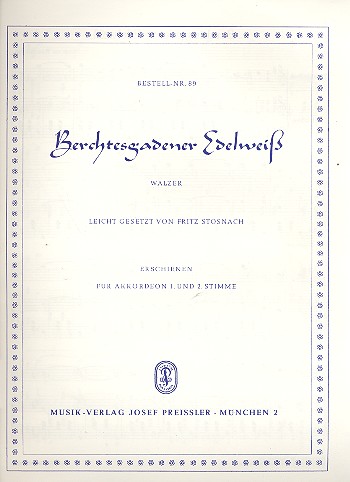 BESTELL-NR. 89
Berchtesgadener Edelweiß
WALZER
LEICHT GESETZT VON FRITZ STOSNACH
ERSCHIENEN
FÜR AKKORDEON 1. UND 2. STIMME
MUSIK-VERLAG JOSEF PREISSLER - MÜNCHEN 2